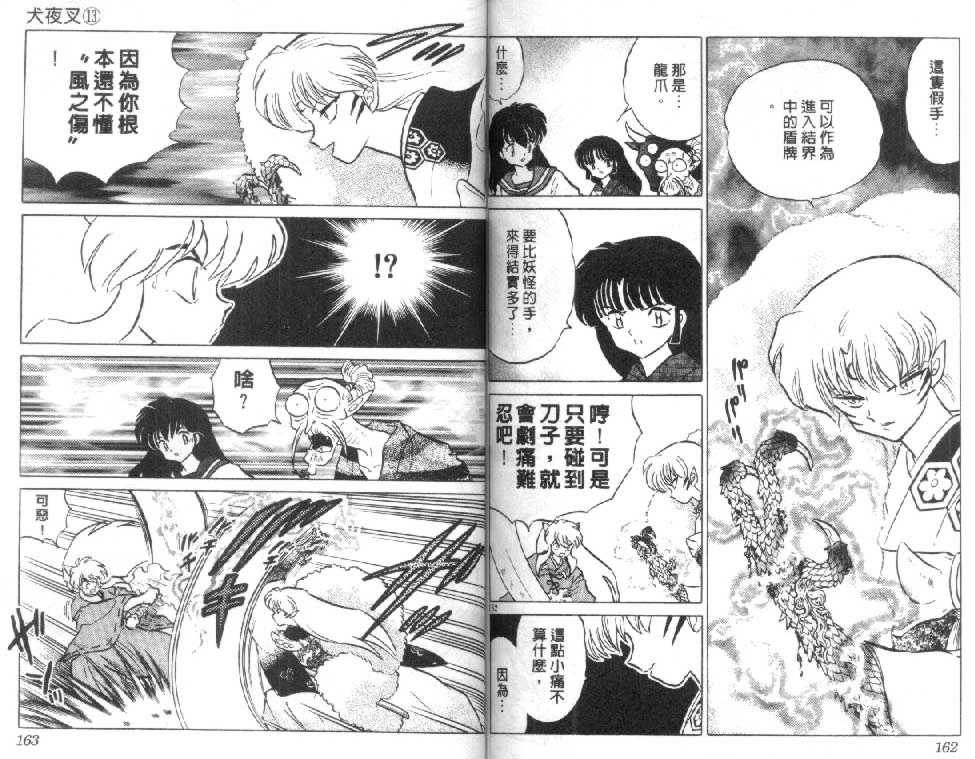 犬夜叉⑬
這隻假手…
可以作為
進入結界
中的盾牌
。
那是…
龍爪。
什麼…
要比妖怪的手，
來得結實多了…
哼！可是
只要碰到
刀子，就
會劇痛難
忍吧！
這點小痛不
算什麼，
因為…
162
因為你根
本還不懂
〝風之傷〞
！
!?
啥
？
可惡！
163